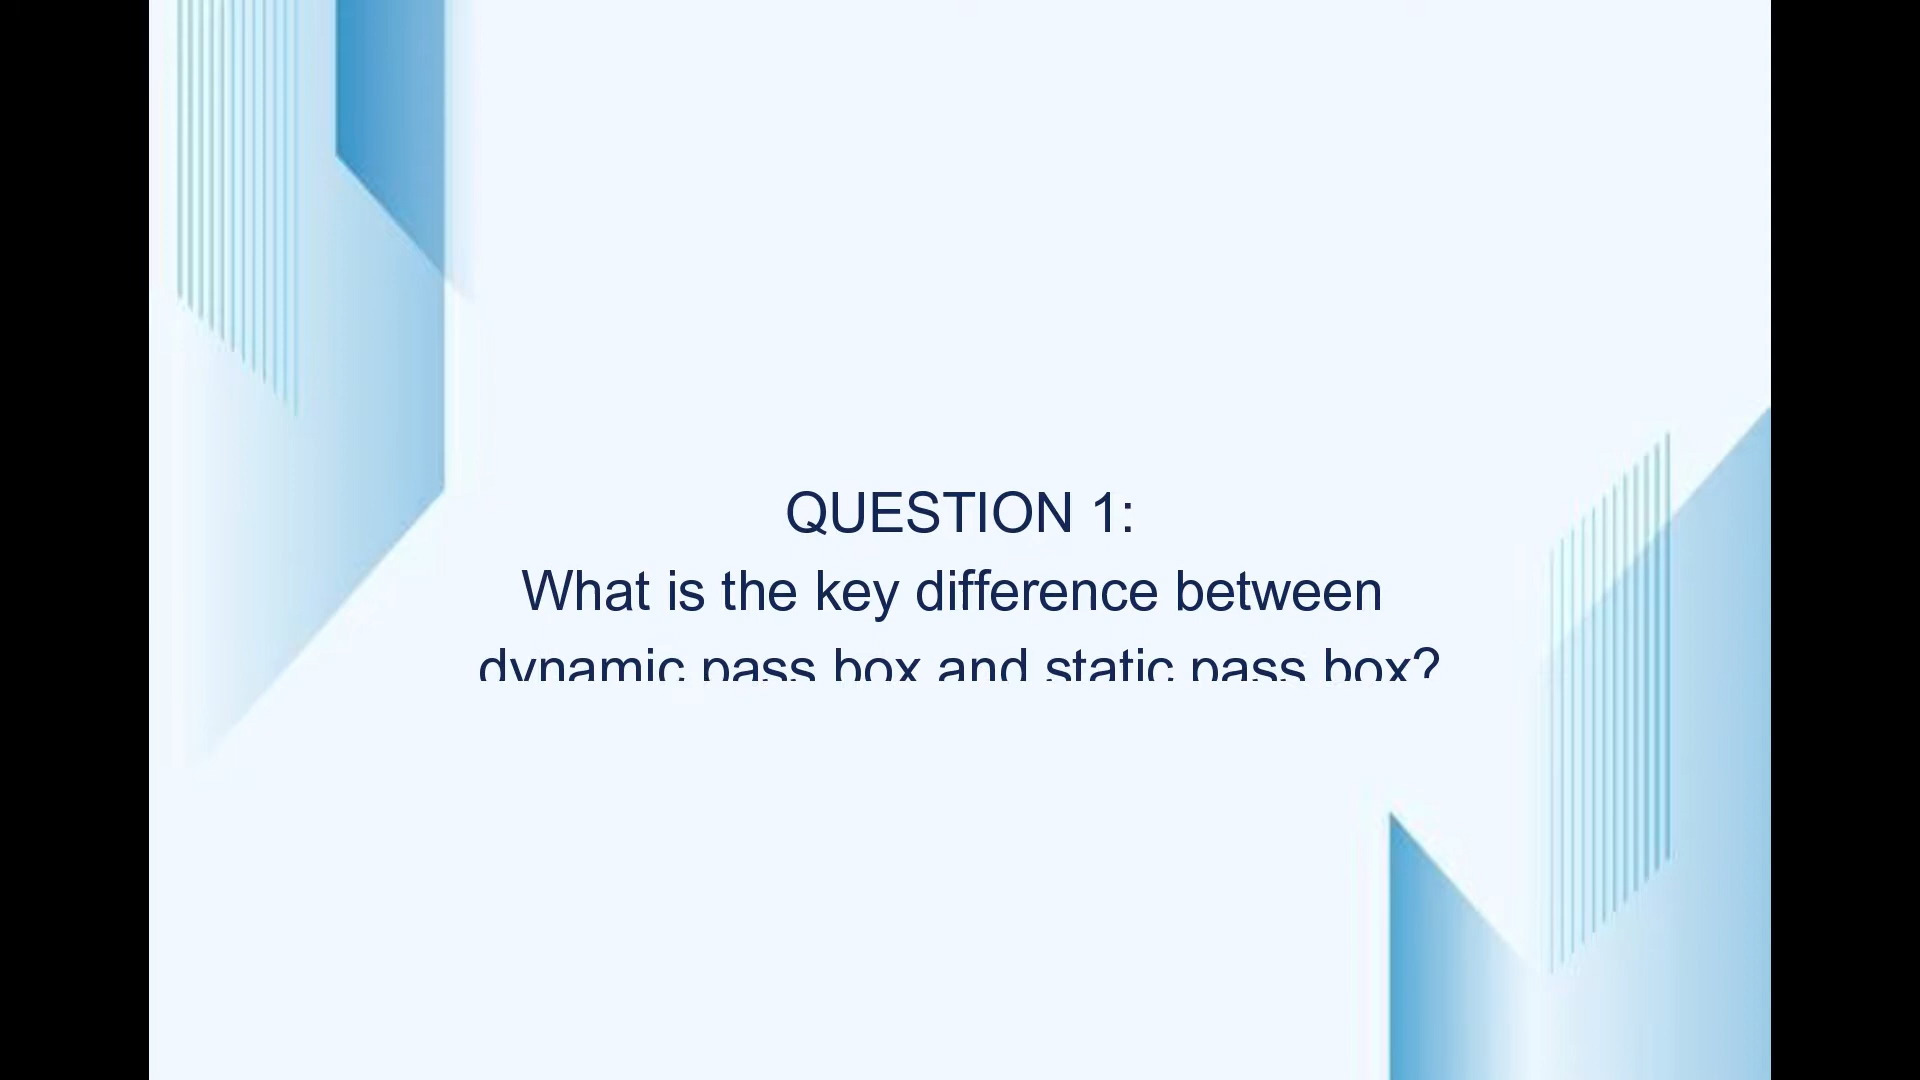 QUESTION 1:
What is the key difference between
dynamic pass box and static pass box?